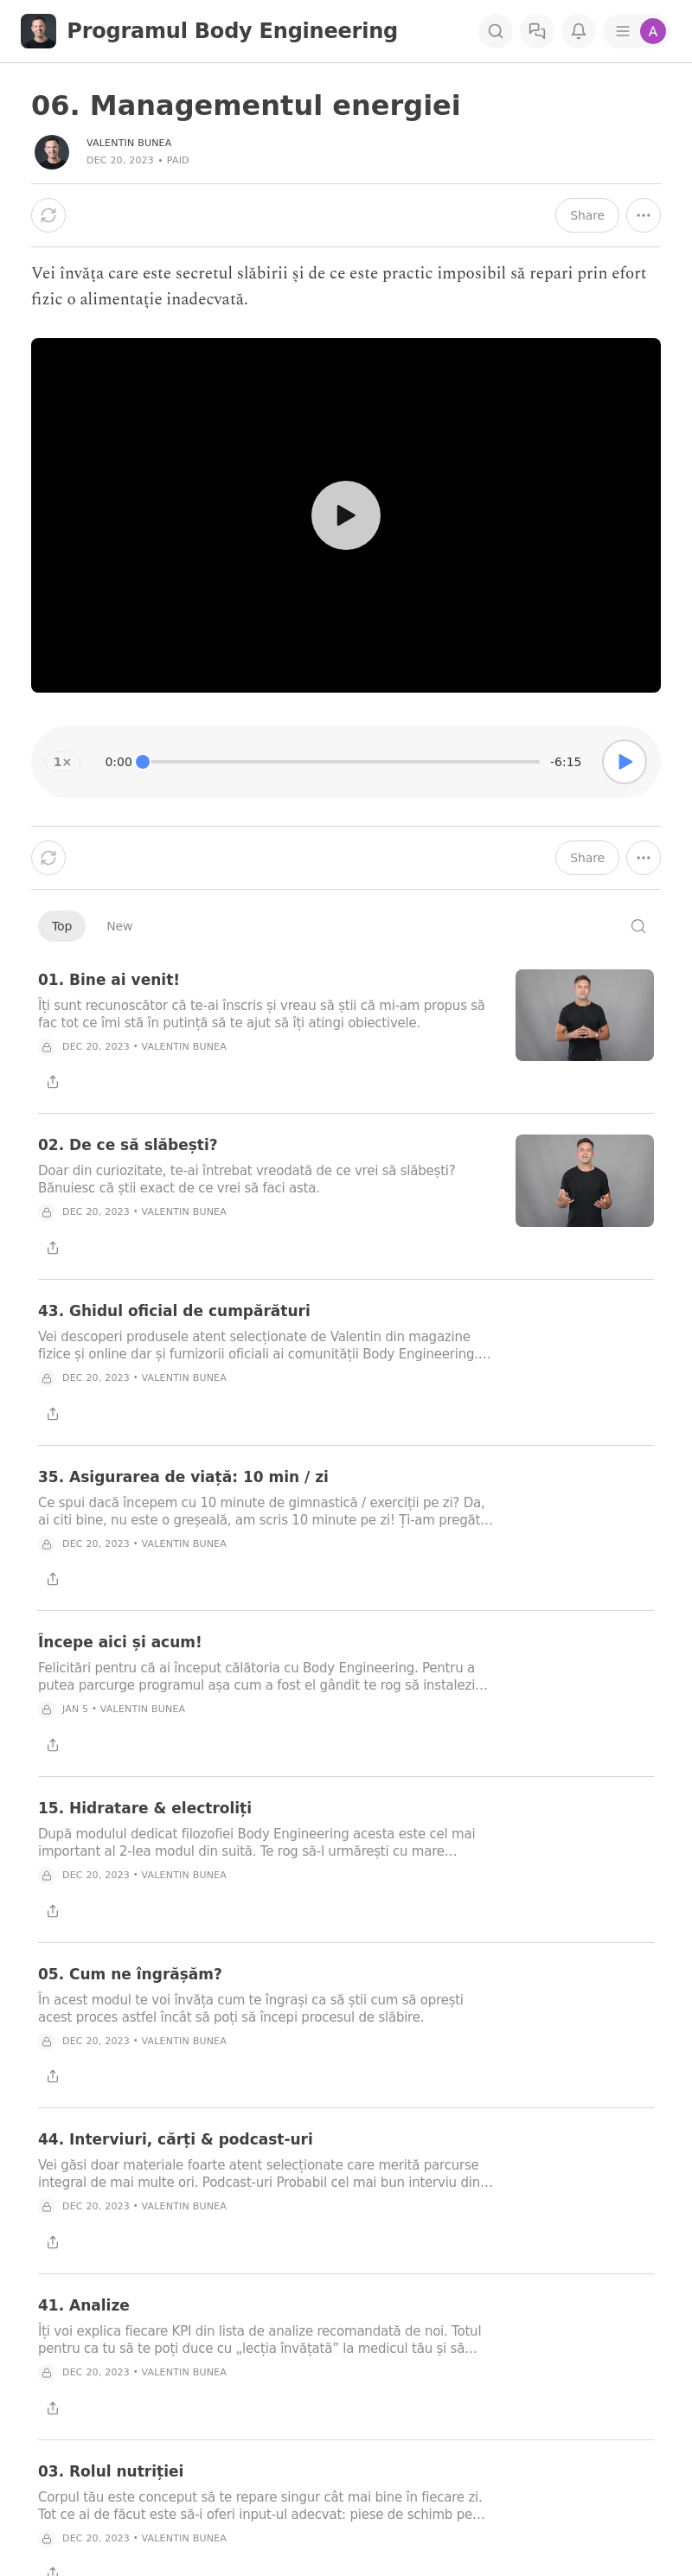 Programul Body Engineering
A
06. Managementul energiei
VALENTIN BUNEA
DEC 20, 2023 • PAID
Share
Vei învăța care este secretul slăbirii și de ce este practic imposibil să repari prin efort
fizic o alimentație inadecvată.
1×
0:00
-6:15
Share
Top
New
01. Bine ai venit!
Îți sunt recunoscător că te-ai înscris și vreau să știi că mi-am propus să
fac tot ce îmi stă în putință să te ajut să îți atingi obiectivele.
DEC 20, 2023 • VALENTIN BUNEA
02. De ce să slăbești?
Doar din curiozitate, te-ai întrebat vreodată de ce vrei să slăbești?
Bănuiesc că știi exact de ce vrei să faci asta.
DEC 20, 2023 • VALENTIN BUNEA
43. Ghidul oficial de cumpărături
Vei descoperi produsele atent selecționate de Valentin din magazine
fizice și online dar și furnizorii oficiali ai comunității Body Engineering.…
DEC 20, 2023 • VALENTIN BUNEA
35. Asigurarea de viață: 10 min / zi
Ce spui dacă începem cu 10 minute de gimnastică / exerciții pe zi? Da,
ai citi bine, nu este o greșeală, am scris 10 minute pe zi! Ți-am pregăt…
DEC 20, 2023 • VALENTIN BUNEA
Începe aici și acum!
Felicitări pentru că ai început călătoria cu Body Engineering. Pentru a
putea parcurge programul așa cum a fost el gândit te rog să instalezi…
JAN 5 • VALENTIN BUNEA
15. Hidratare & electroliți
După modulul dedicat filozofiei Body Engineering acesta este cel mai
important al 2-lea modul din suită. Te rog să-l urmărești cu mare…
DEC 20, 2023 • VALENTIN BUNEA
05. Cum ne îngrășăm?
În acest modul te voi învăța cum te îngrași ca să știi cum să oprești
acest proces astfel încât să poți să începi procesul de slăbire.
DEC 20, 2023 • VALENTIN BUNEA
44. Interviuri, cărți & podcast-uri
Vei găsi doar materiale foarte atent selecționate care merită parcurse
integral de mai multe ori. Podcast-uri Probabil cel mai bun interviu din…
DEC 20, 2023 • VALENTIN BUNEA
41. Analize
Îți voi explica fiecare KPI din lista de analize recomandată de noi. Totul
pentru ca tu să te poți duce cu „lecția învățată” la medicul tău și să…
DEC 20, 2023 • VALENTIN BUNEA
03. Rolul nutriției
Corpul tău este conceput să te repare singur cât mai bine în fiecare zi.
Tot ce ai de făcut este să-i oferi input-ul adecvat: piese de schimb pe…
DEC 20, 2023 • VALENTIN BUNEA